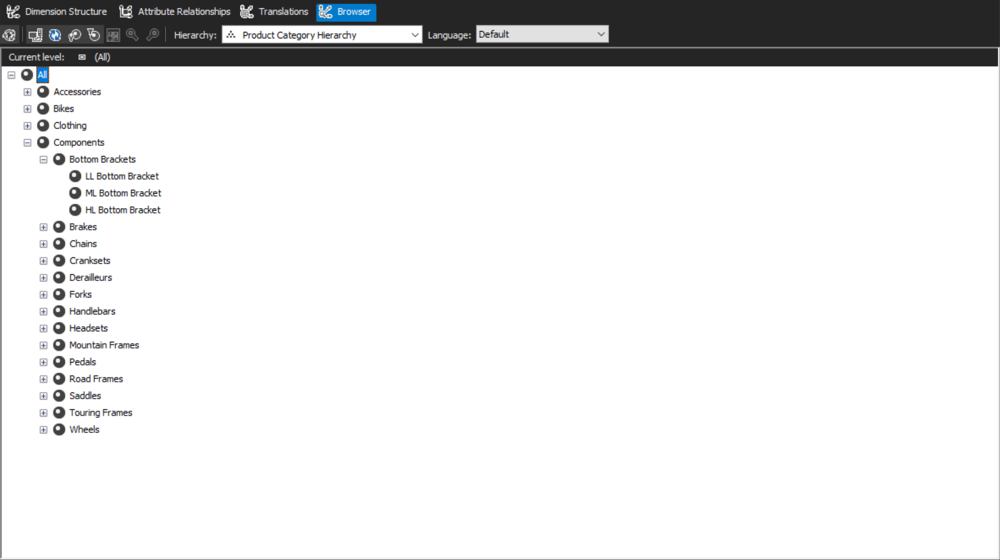 Dimension Structure Attribute Relationships Translations Browser
Hierarchy: Product Category Hierarchy Language: Default
Current level: (All)
All
Accessories
Bikes
Clothing
Components
Bottom Brackets
LL Bottom Bracket
ML Bottom Bracket
HL Bottom Bracket
Brakes
Chains
Cranksets
Derailleurs
Forks
Handlebars
Headsets
Mountain Frames
Pedals
Road Frames
Saddles
Touring Frames
Wheels